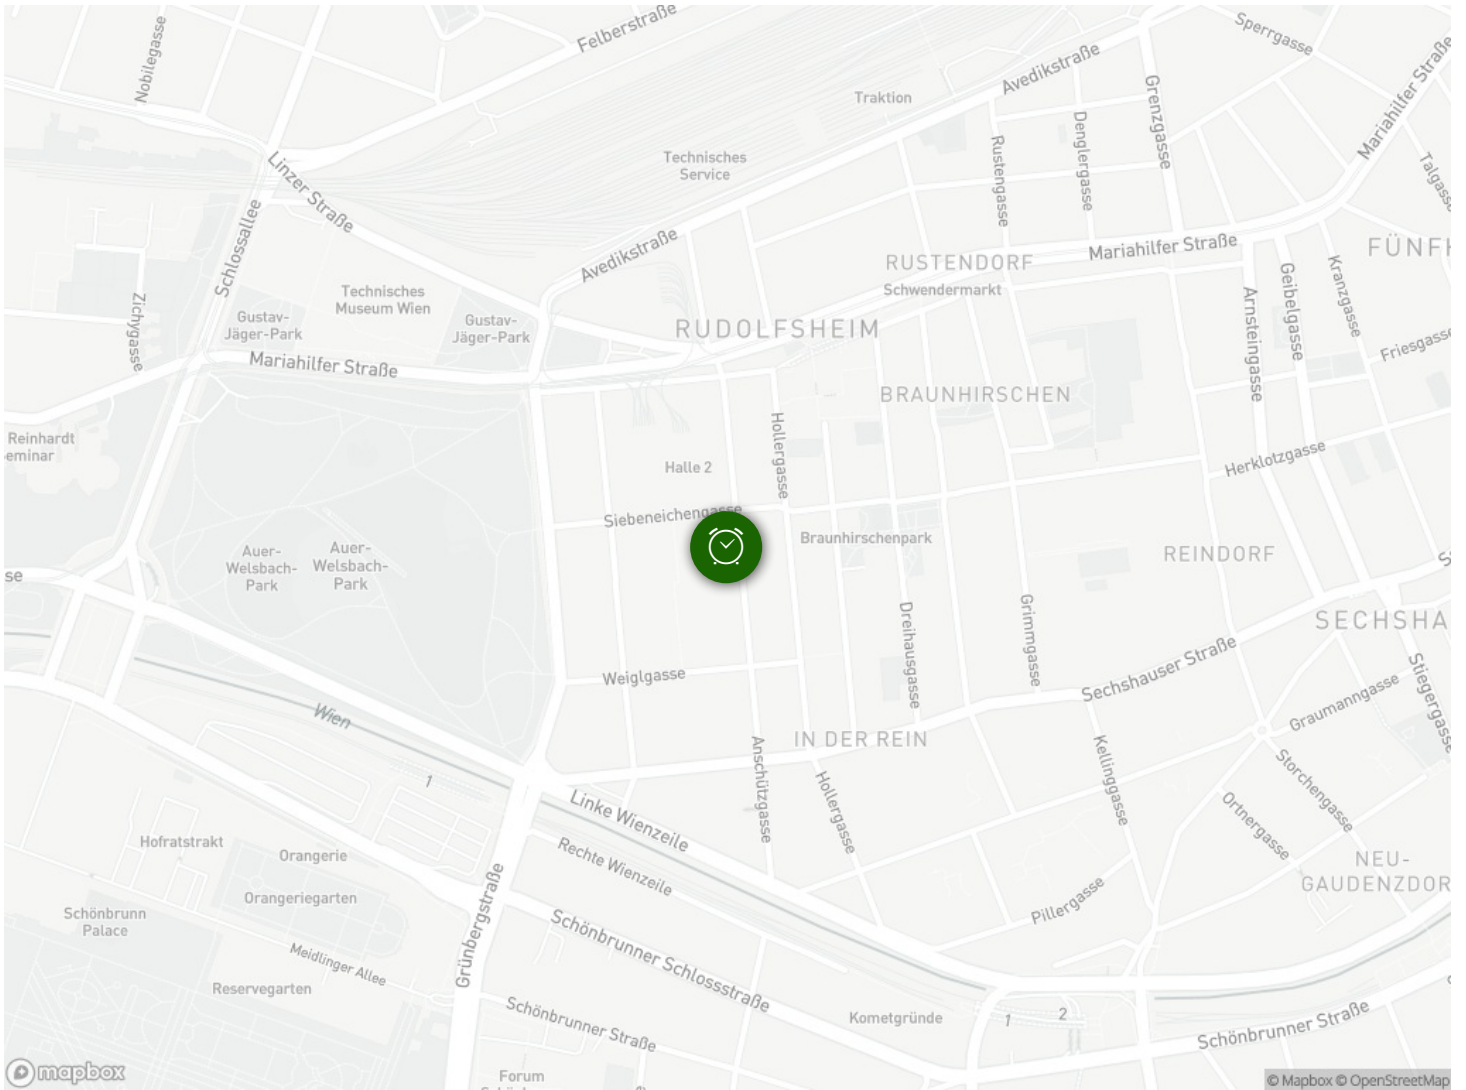 Felberstraße
Sperrgasse
Nobilegasse
Avedikstraße
Mariahilfer Straße
Traktion
Grenzgasse
Denglergasse
Rustengasse
Technisches
Service
Linzer Straße
Talgasse
Schlossallee
Avedikstraße
Mariahilfer Straße
FÜNFH
RUSTENDORF
Schwendermarkt
Kranzgasse
Geibelgasse
Arnsteingasse
Zichygasse
Technisches
Museum Wien
Gustav-
Jäger-Park
Gustav-
Jäger-Park
RUDOLFSHEIM
Friesgasse
Mariahilfer Straße
BRAUNHIRSCHEN
Reinhardt
eminar
Hollergasse
Halle 2
Herklotzgasse
Siebeneichengasse
Braunhirschenpark
Auer-
Welsbach-
Park
Auer-
Welsbach-
Park
REINDORF
se
Dreihausgasse
Grimmgasse
SECHSHA
Sechshauser Straße
Stiegergasse
Weiglgasse
Graumanngasse
Wien
IN DER REIN
1
Anschützgasse
Hollergasse
Kellinggasse
Storchengasse
Ortnergasse
Linke Wienzeile
Rechte Wienzeile
Hofratstrakt
Orangerie
Orangeriegarten
NEU-
GAUDENZDOR
Pillergasse
Schönbrunn
Palace
Grünbergstraße
Schönbrunner Schlossstraße
Meidlinger Allee
Reservegarten
Schönbrunner Straße
Kometgründe
1
2
Schönbrunner Straße
Forum
mapbox
© Mapbox © OpenStreetMap